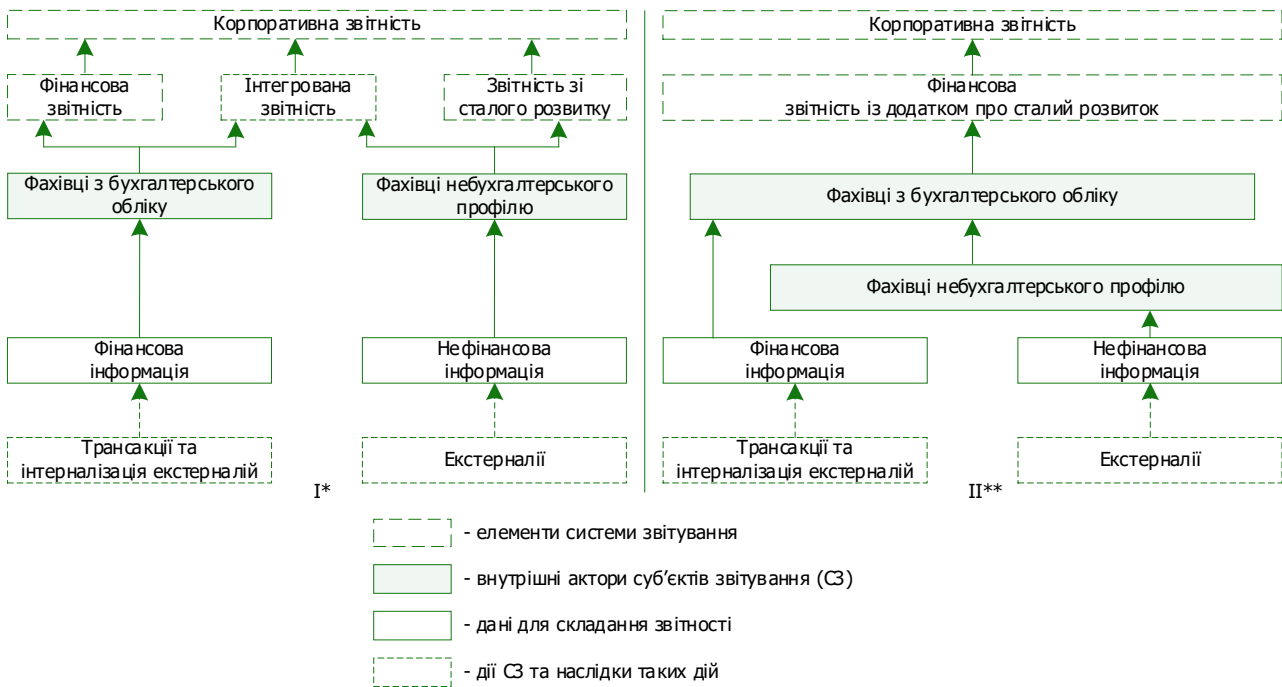 Корпоративна звітність
Фінансова
звітність
Інтегрована
звітність
Звітність зі
сталого розвитку
Фахівці з бухгалтерського
обліку
Фахівці небухгалтерського
профілю
Фінансова
інформація
Нефінансова
інформація
Трансакції та
інтерналізація екстерналій
Екстерналії
I*
Корпоративна звітність
Фінансова
звітність із додатком про сталий розвиток
Фахівці з бухгалтерського обліку
Фахівці небухгалтерського профілю
Фінансова
інформація
Нефінансова
інформація
Трансакції та
інтерналізація екстерналій
Екстерналії
II**
- елементи системи звітування
- внутрішні актори суб’єктів звітування (СЗ)
- дані для складання звітності
- дії СЗ та наслідки таких дій